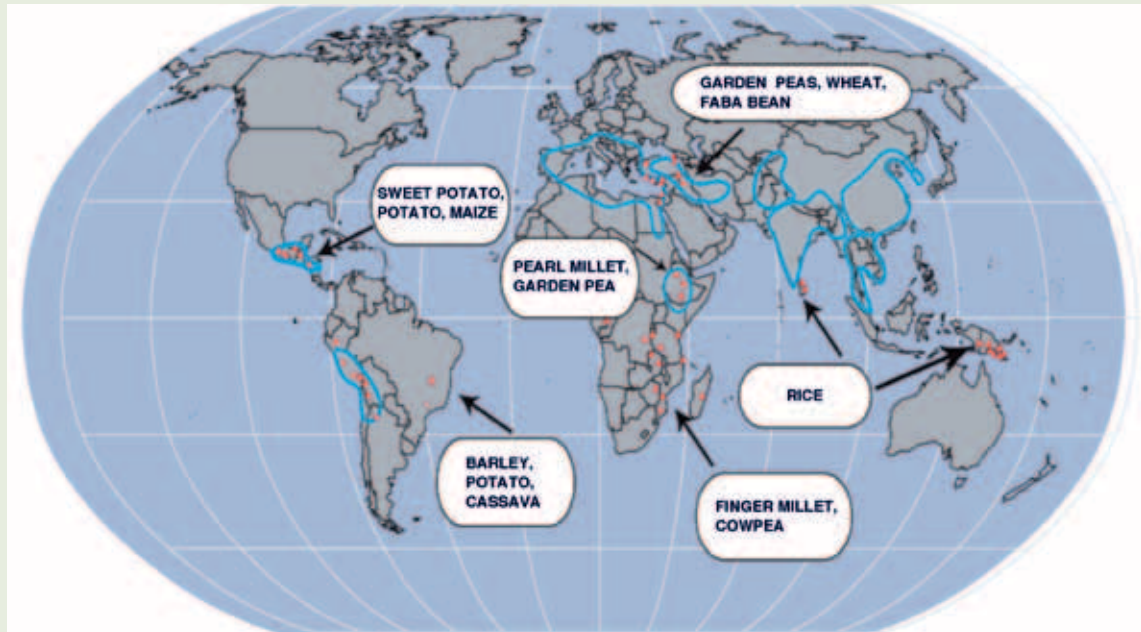 GARDEN PEAS, WHEAT,
FABA BEAN
SWEET POTATO,
POTATO, MAIZE
PEARL MILLET,
GARDEN PEA
RICE
BARLEY,
POTATO,
CASSAVA
FINGER MILLET,
COWPEA